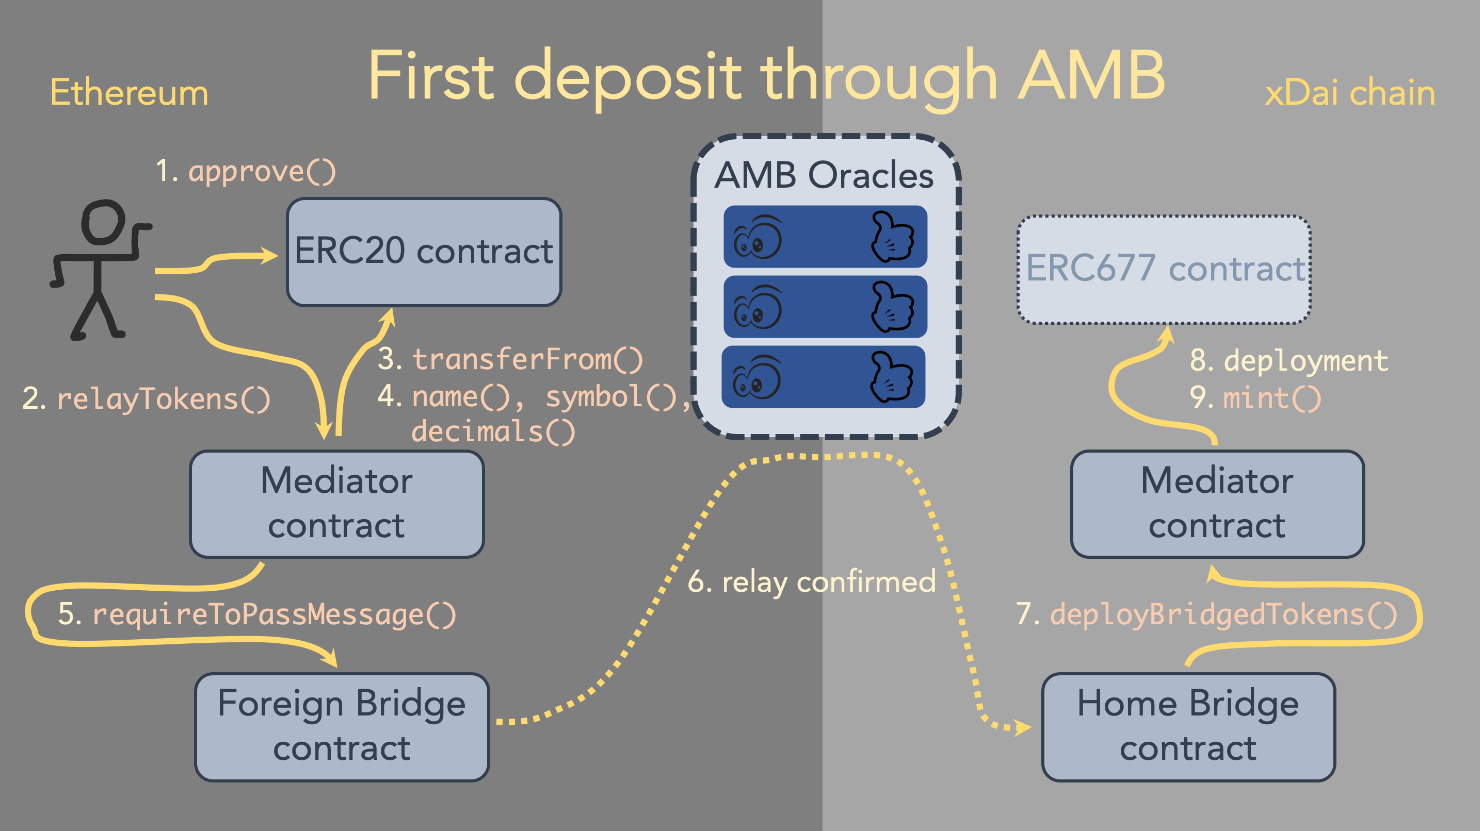 First deposit through AMB
Ethereum
xDai chain
1. approve()
ERC20 contract
AMB Oracles
ERC677 contract
2. relayTokens()
3. transferFrom()
4. name(), symbol(),
decimals()
8. deployment
9. mint()
Mediator
contract
Mediator
contract
5. requireToPassMessage()
6. relay confirmed
7. deployBridgedTokens()
Foreign Bridge
contract
Home Bridge
contract